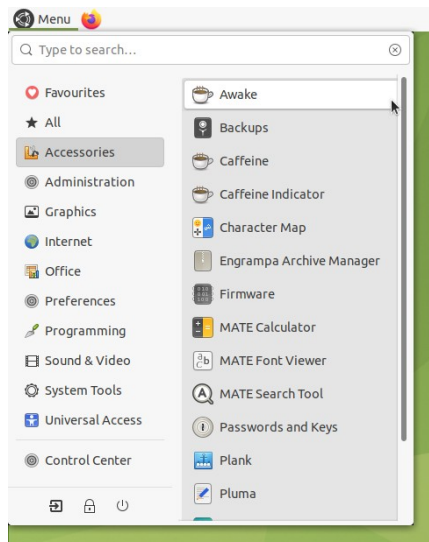 Menu
Type to search...
Favourites
All
Accessories
Administration
Graphics
Internet
Office
Preferences
Programming
Sound & Video
System Tools
Universal Access
Control Center
Awake
Backups
Caffeine
Caffeine Indicator
Character Map
Engrampa Archive Manager
Firmware
MATE Calculator
MATE Font Viewer
MATE Search Tool
Passwords and Keys
Plank
Pluma